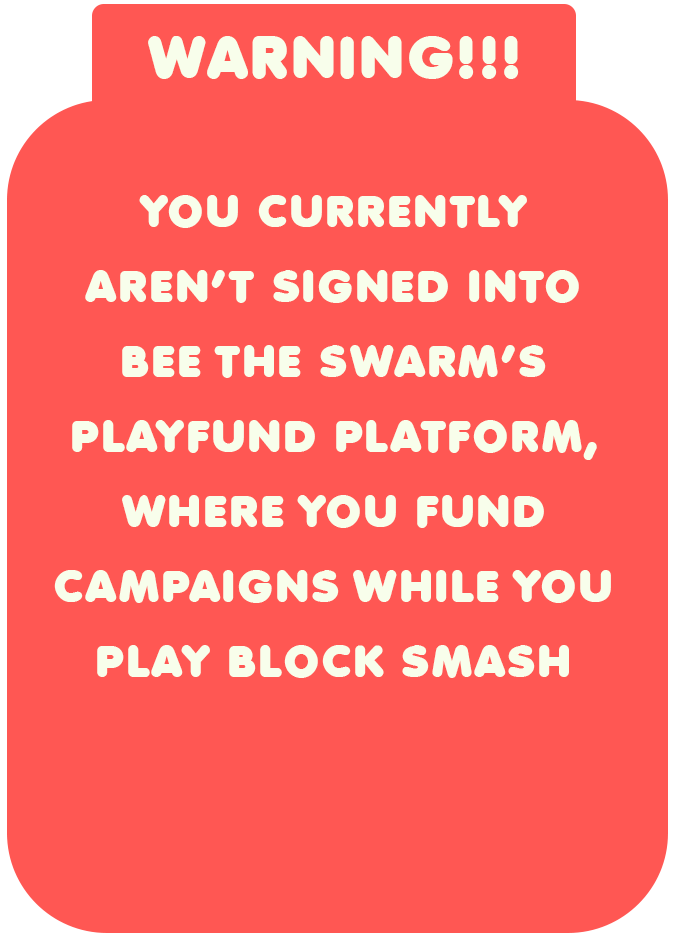 WARNING!!!
YOU CURRENTLY
AREN'T SIGNED INTO
BEE THE SWARM'S
PLAYFUND PLATFORM,
WHERE YOU FUND
CAMPAIGNS WHILE YOU
PLAY BLOCK SMASH